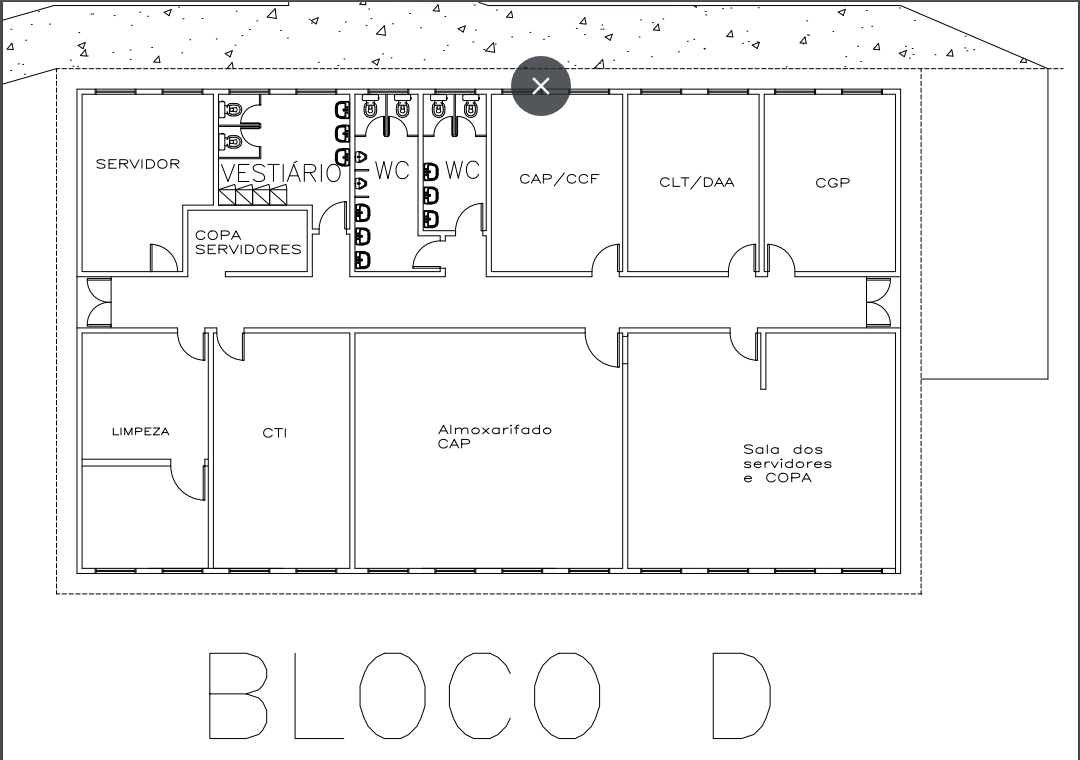 SERVIDOR
VESTIÁRIO
WC
WC
CAP/CCF
CLT/DAA
CGP
COPA
SERVIDORES
LIMPEZA
CTI
Almoxarifado
CAP
Sala dos
servidores
e COPA
BLOCO D